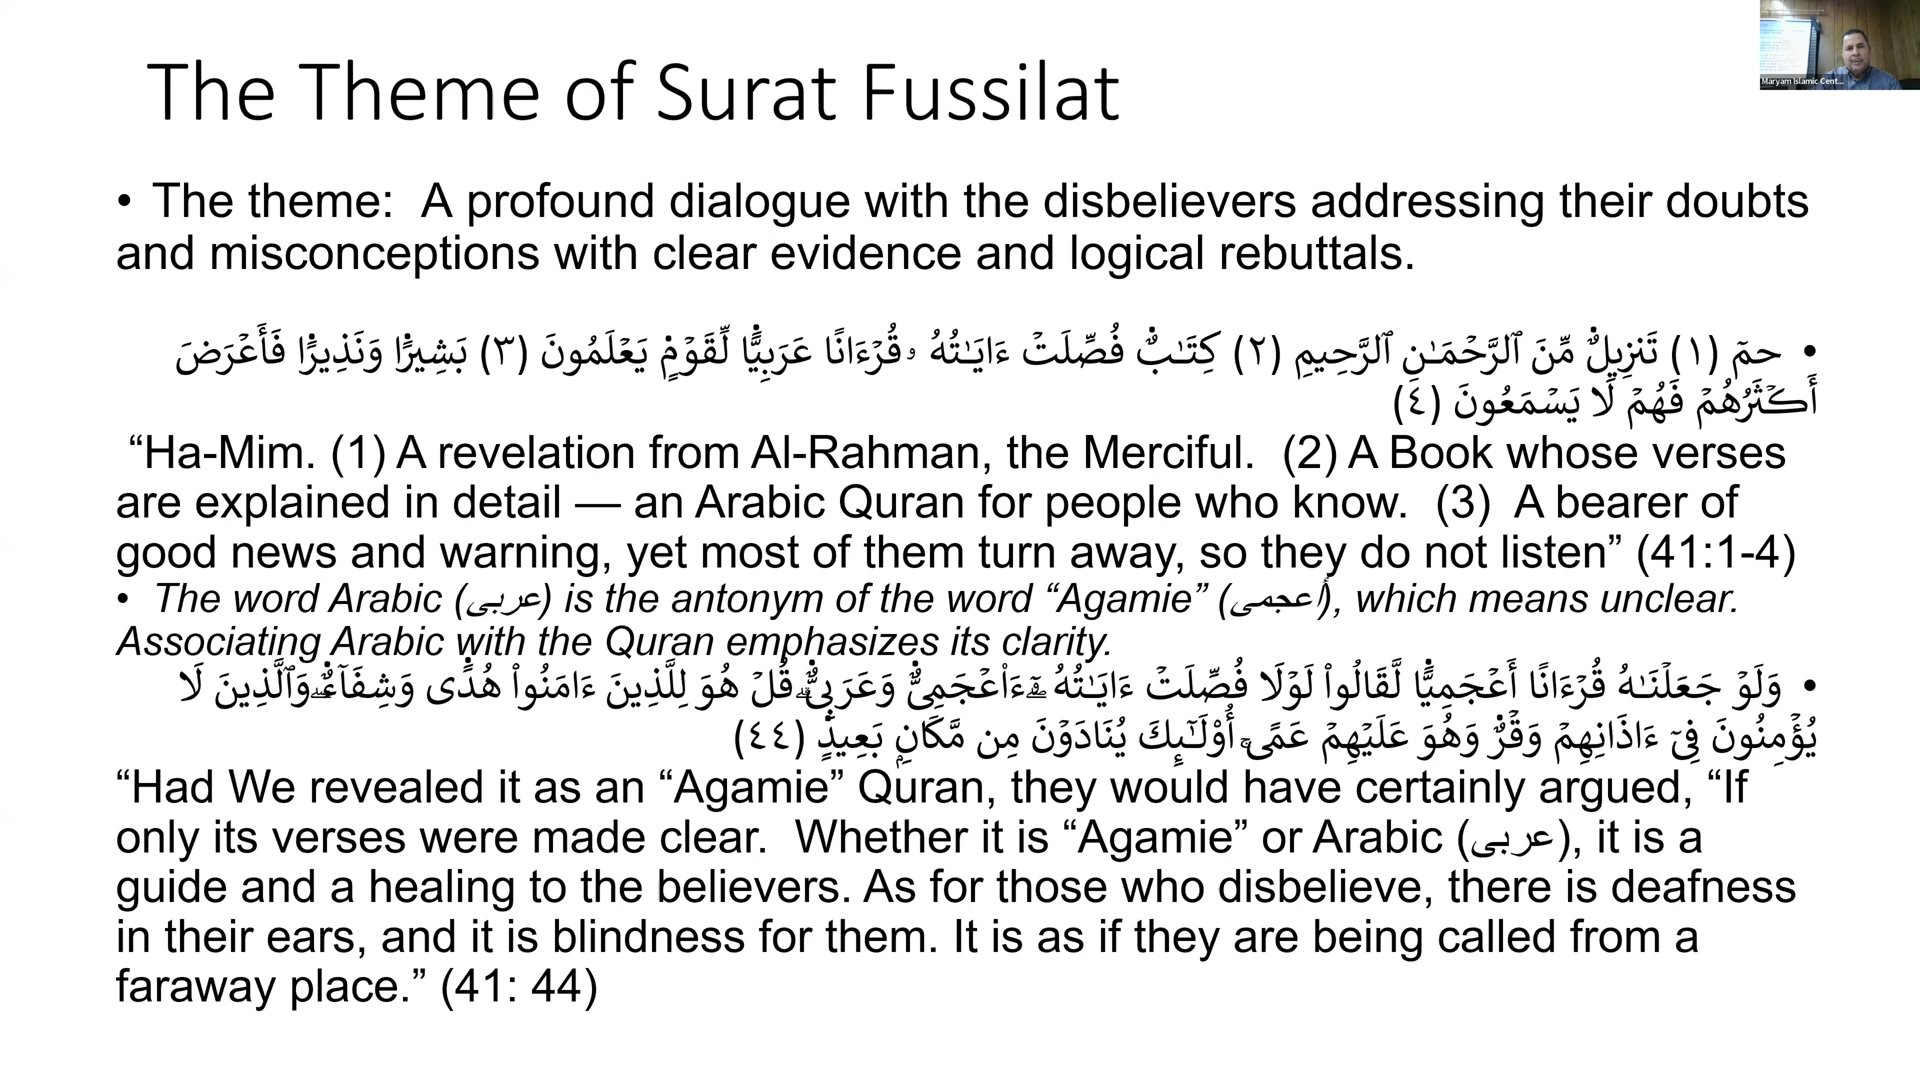 The Theme of Surat Fussilat
Maryam Islamic Cent...
• The theme:  A profound dialogue with the disbelievers addressing their doubts
and misconceptions with clear evidence and logical rebuttals.
• حمٓ (١) تَنزِيلٌ مِّنَ ٱلرَّحْمَـٰنِ ٱلرَّحِيمِ (٢) كِتَـٰبٌ فُصِّلَتْ ءَايَـٰتُهُۥ قُرْءَانًا عَرَبِيًّا لِّقَوْمٍ يَعْلَمُونَ (٣) بَشِيرًا وَنَذِيرًا فَأَعْرَضَ
أَكْثَرُهُمْ فَهُمْ لَا يَسْمَعُونَ (٤)
“Ha-Mim. (1) A revelation from Al-Rahman, the Merciful.  (2) A Book whose verses
are explained in detail — an Arabic Quran for people who know.  (3)  A bearer of
good news and warning, yet most of them turn away, so they do not listen” (41:1-4)
• The word Arabic (عربى) is the antonym of the word “Agamie” (أعجمى), which means unclear.
Associating Arabic with the Quran emphasizes its clarity.
• وَلَوْ جَعَلْنَـٰهُ قُرْءَانًا أَعْجَمِيًّا لَّقَالُوا۟ لَوْلَا فُصِّلَتْ ءَايَـٰتُهُۥٓ ۖ ءَا۬عْجَمِىٌّ وَعَرَبِىٌّ ۗ قُلْ هُوَ لِلَّذِينَ ءَامَنُوا۟ هُدًى وَشِفَآءٌ ۖ وَٱلَّذِينَ لَا
يُؤْمِنُونَ فِىٓ ءَاذَانِهِمْ وَقْرٌ وَهُوَ عَلَيْهِمْ عَمًى ۚ أُو۟لَـٰٓئِكَ يُنَادَوْنَ مِن مَّكَانٍۭ بَعِيدٍ (٤٤)
“Had We revealed it as an “Agamie” Quran, they would have certainly argued, “If
only its verses were made clear.  Whether it is “Agamie” or Arabic (عربى), it is a
guide and a healing to the believers. As for those who disbelieve, there is deafness
in their ears, and it is blindness for them. It is as if they are being called from a
faraway place.” (41: 44)